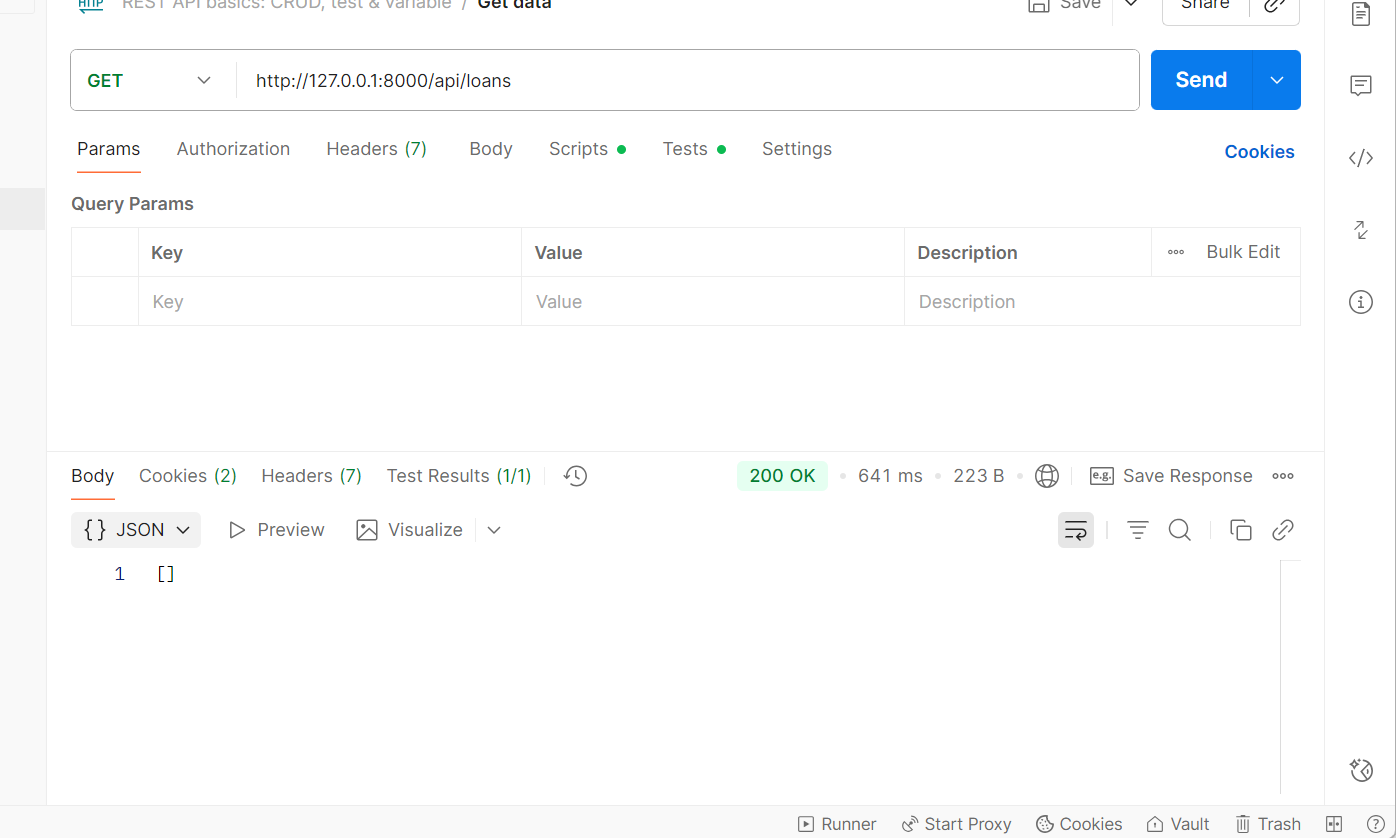 HTTP REST API basics: CRUD, test & variable / Get data Save Share
GET http://127.0.0.1:8000/api/loans Send
Params Authorization Headers (7) Body Scripts Tests Settings Cookies
Query Params
Key Value Description Bulk Edit
Key Value Description
Body Cookies (2) Headers (7) Test Results (1/1) 200 OK • 641 ms • 223 B • e.g. Save Response
{} JSON Preview Visualize
1 []
Runner Start Proxy Cookies Vault Trash